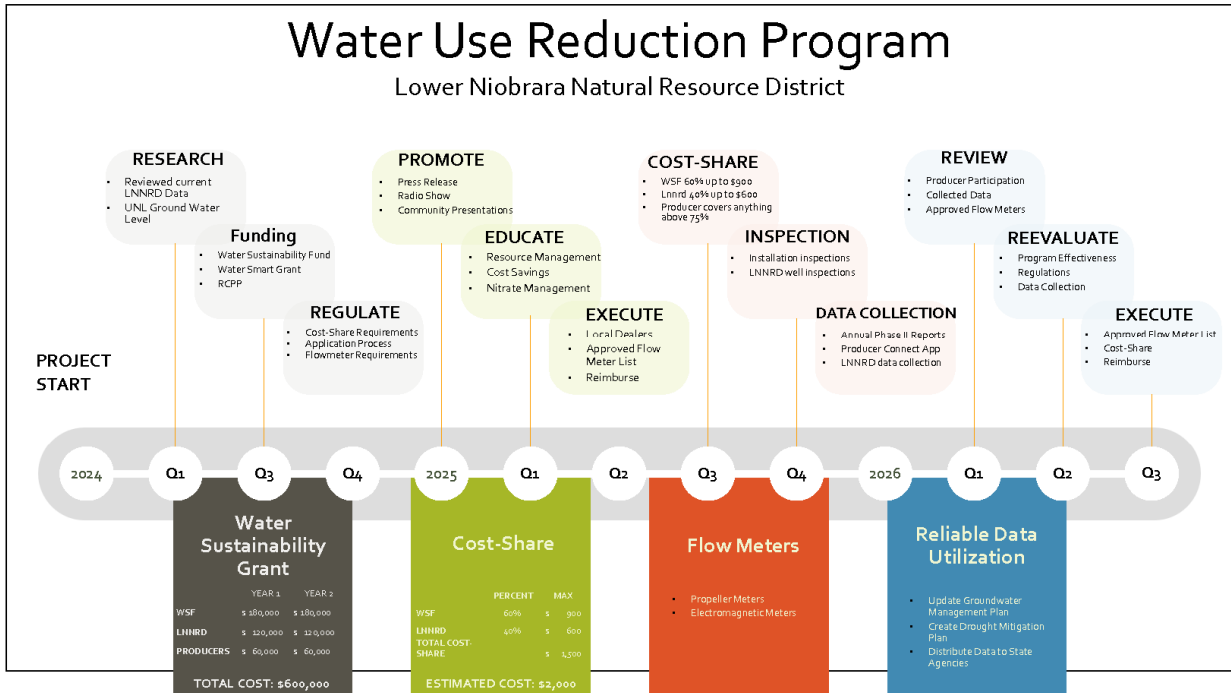 Water Use Reduction Program
Lower Niobrara Natural Resource District
RESEARCH
• Reviewed current
LNNRD Data
• UNL Ground Water
Level
Funding
• Water Sustainability Fund
• Water Smart Grant
• RCPP
REGULATE
• Cost-Share Requirements
• Application Process
• Flowmeter Requirements
PROMOTE
• Press Release
• Radio Show
• Community Presentations
EDUCATE
• Resource Management
• Cost Savings
• Nitrate Management
EXECUTE
• Local Dealers
• Approved Flow
Meter List
• Reimburse
COST-SHARE
• WSF 60% up to $900
• Lnnrd 40% up to $600
• Producer covers anything
above 75%
INSPECTION
• Installation inspections
• LNNRD well inspections
DATA COLLECTION
• Annual Phase II Reports
• Producer Connect App
• LNNRD data collection
REVIEW
• Producer Participation
• Collected Data
• Approved Flow Meters
REEVALUATE
• Program Effectiveness
• Regulations
• Data Collection
EXECUTE
• Approved Flow Meter List
• Cost-Share
• Reimburse
PROJECT
START
2024 Q1 Q3 Q4 2025 Q1 Q2 Q3 Q4 2026 Q1 Q2 Q3
Water
Sustainability
Grant
YEAR 1 YEAR 2
WSF $ 180,000 $ 180,000
LNNRD $ 120,000 $ 120,000
PRODUCERS $ 60,000 $ 60,000
TOTAL COST: $600,000
Cost-Share
PERCENT MAX
WSF 60% $ 900
LNNRD 40% $ 600
TOTAL COST-
SHARE $ 1,500
ESTIMATED COST: $2,000
Flow Meters
• Propeller Meters
• Electromagnetic Meters
Reliable Data
Utilization
• Update Groundwater
Management Plan
• Create Drought Mitigation
Plan
• Distribute Data to State
Agencies